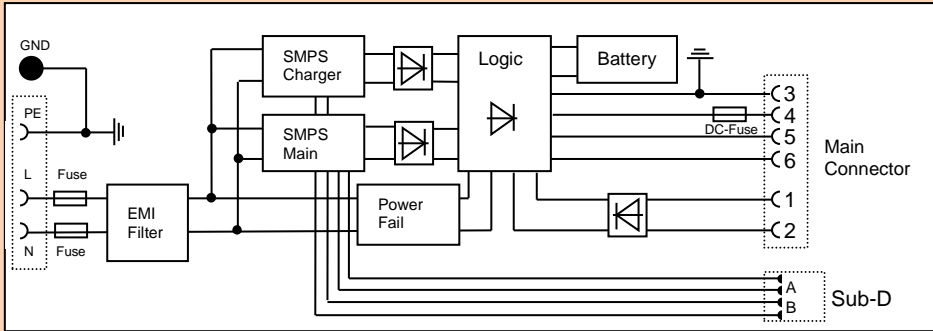 GND
PE
L
Fuse
N
Fuse
EMI
Filter
SMPS
Charger
SMPS
Main
Power
Fail
Logic
Battery
3
4
DC-Fuse
5
6
1
2
Main
Connector
A
B
Sub-D